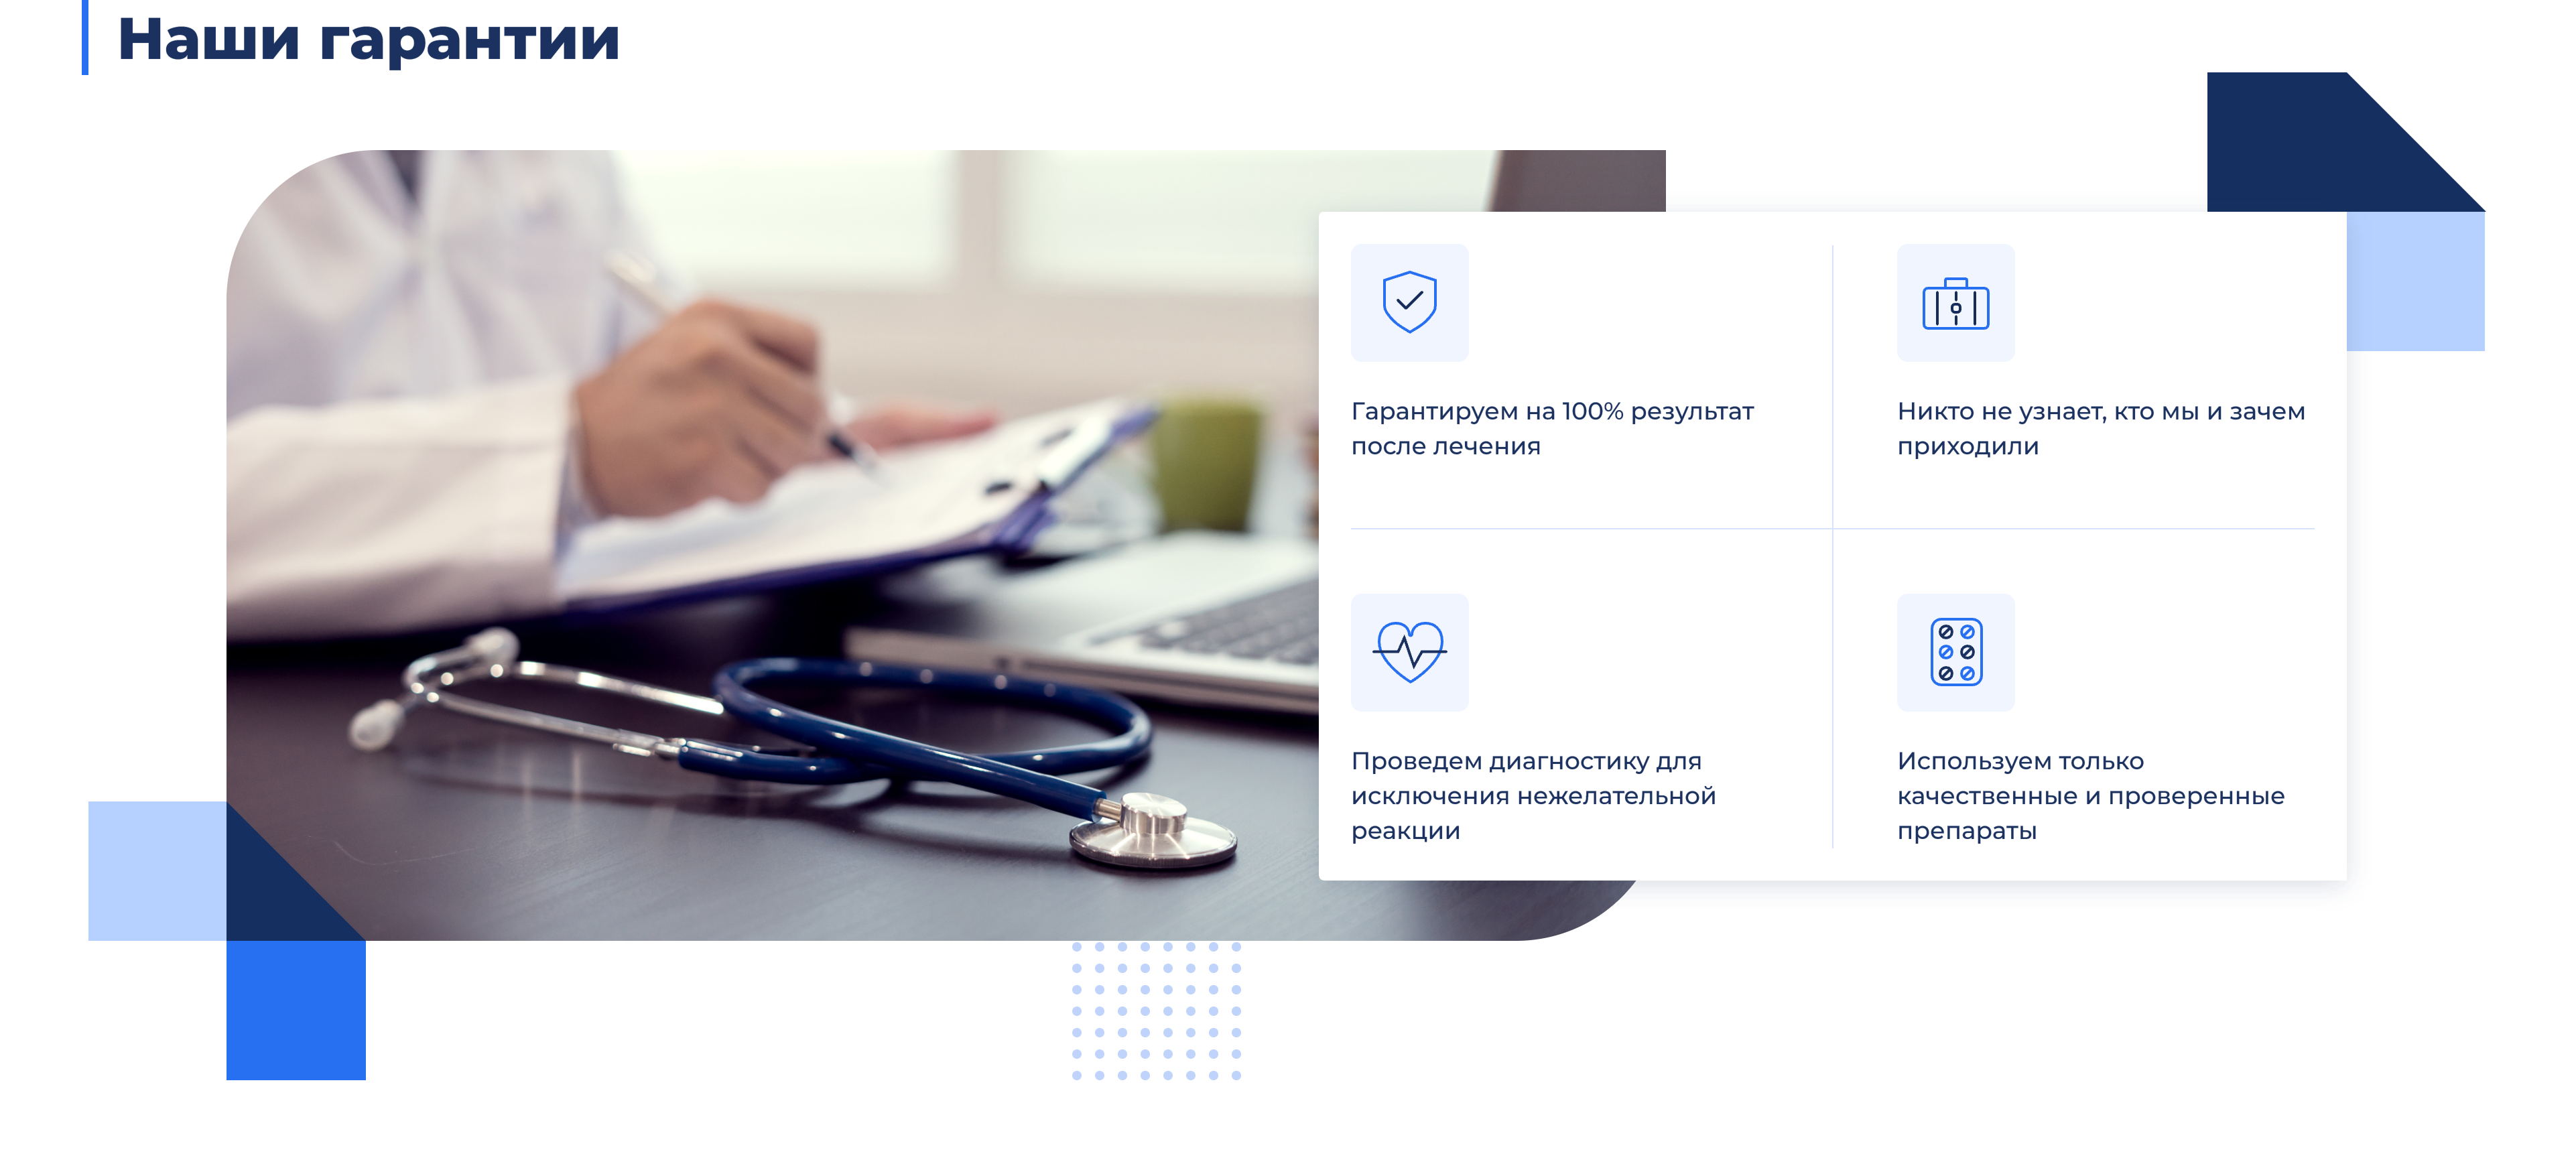 Наши гарантии
Гарантируем на 100% результат
после лечения
Никто не узнает, кто мы и зачем
приходили
Проведем диагностику для
исключения нежелательной
реакции
Используем только
качественные и проверенные
препараты